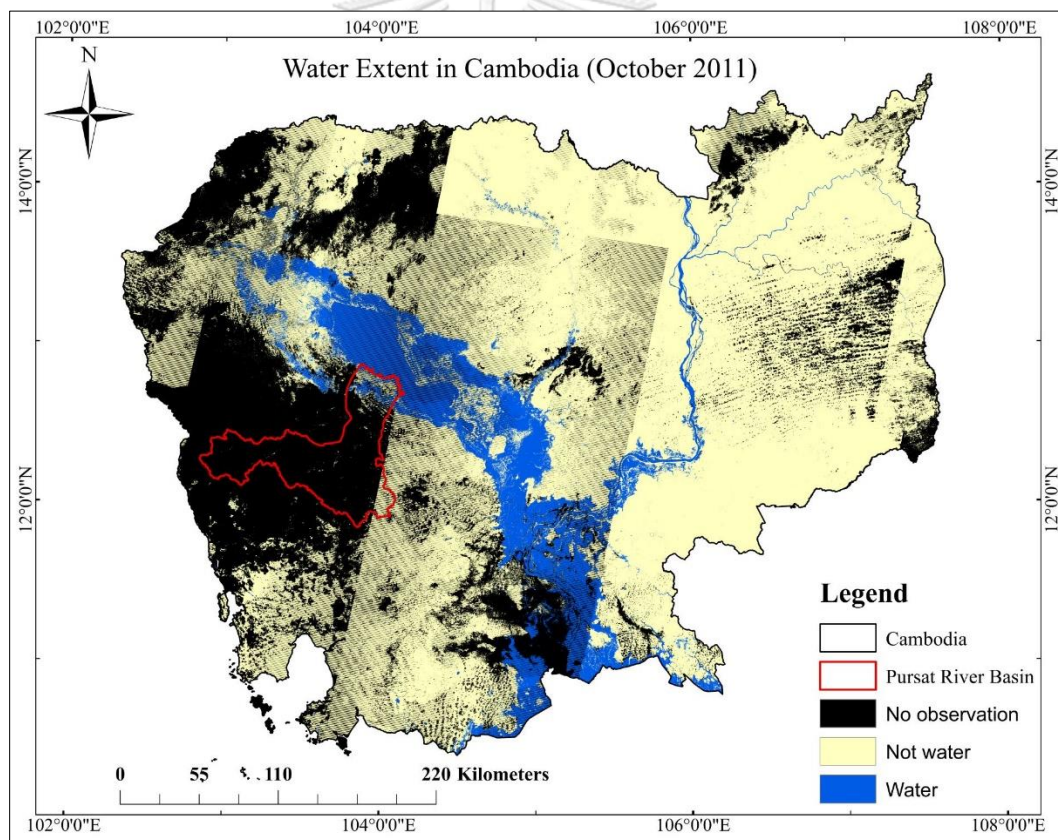 102°0'0"E 104°0'0"E 106°0'0"E 108°0'0"E
N
Water Extent in Cambodia (October 2011)
14°0'0"N
14°0'0"N
12°0'0"N
12°0'0"N
Legend
Cambodia
Pursat River Basin
No observation
Not water
Water
0 55 110 220 Kilometers
102°0'0"E 104°0'0"E 106°0'0"E 108°0'0"E